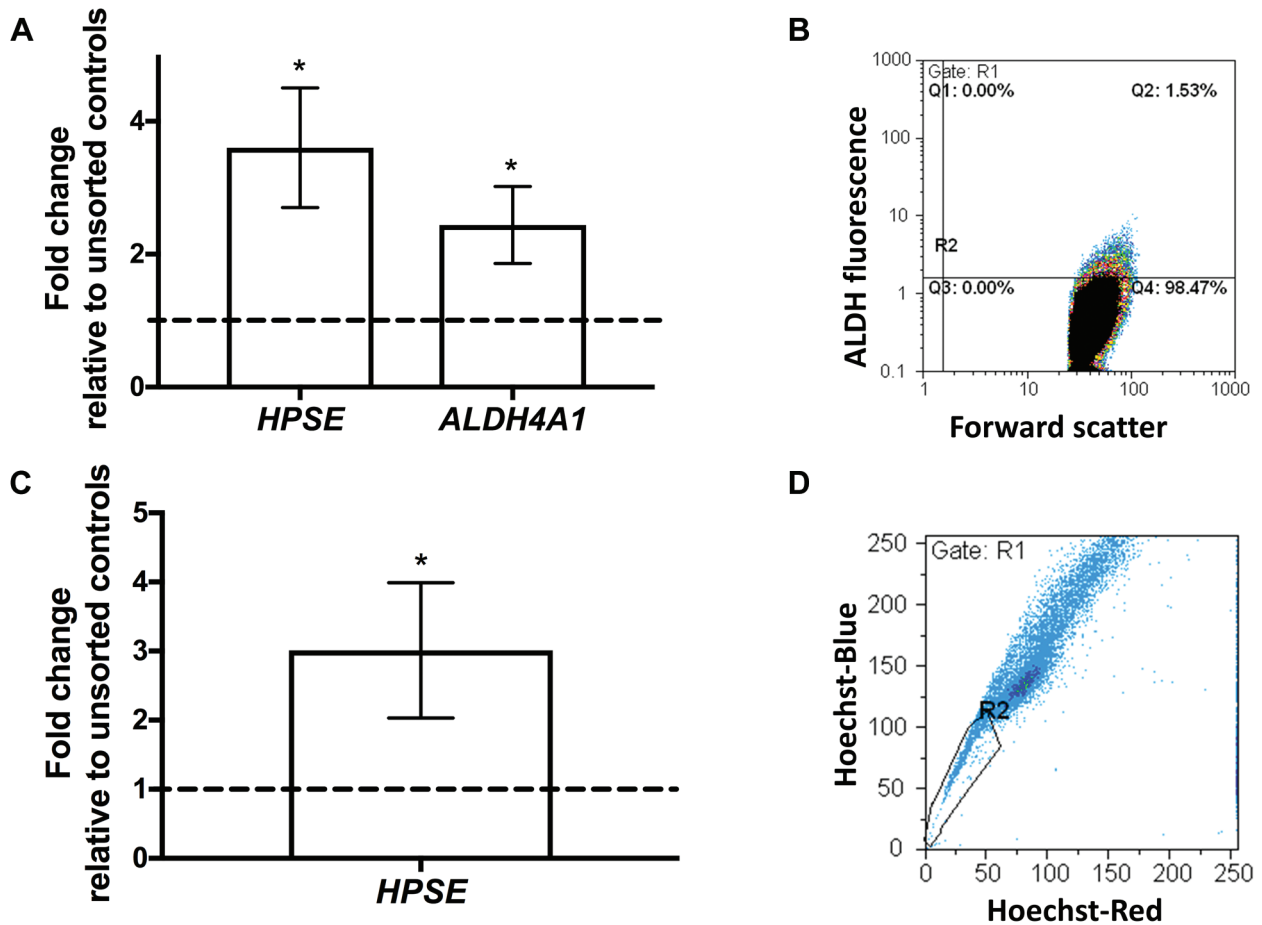 A
Fold change
relative to unsorted controls
4
2
0
*
*
HPSE
ALDH4A1
B
ALDH fluorescence
1000
100
10
1
0.1
Gate: R1
Q1: 0.00%
Q2: 1.53%
R2
Q3: 0.00%
Q4: 98.47%
1
10
100
1000
Forward scatter
C
Fold change
relative to unsorted controls
5
4
3
2
1
0
*
HPSE
D
Hoechst-Blue
250
200
150
100
50
0
Gate: R1
R2
0
50
100
150
200
250
Hoechst-Red